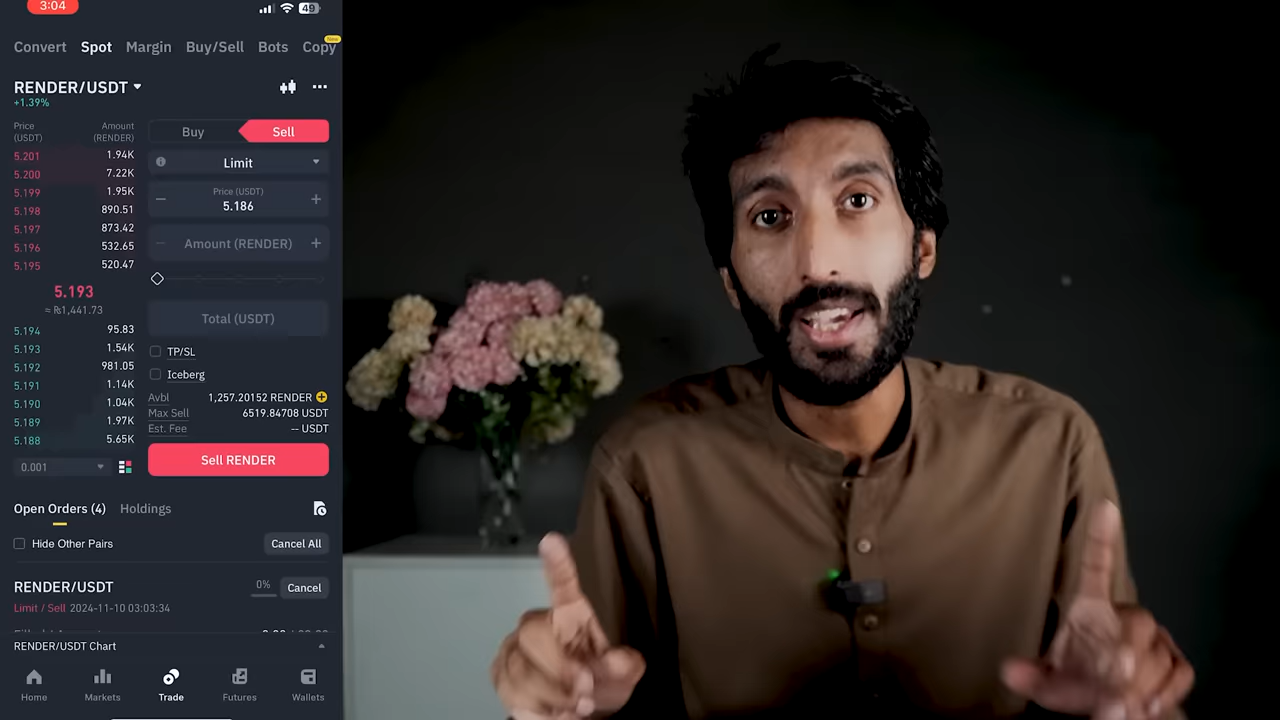 3:04
49
Convert Spot Margin Buy/Sell Bots Copy
New
RENDER/USDT
+1.39%
Price (USDT)
Amount (RENDER)
5.201 1.94K
5.200 7.22K
5.199 1.95K
5.198 890.51
5.197 873.42
5.196 532.65
5.195 520.47
5.193
≈ ₨1,441.73
5.194 95.83
5.193 1.54K
5.192 981.05
5.191 1.14K
5.190 1.04K
5.189 1.97K
5.188 5.65K
0.001
Buy Sell
Limit
Price (USDT)
5.186
Amount (RENDER)
Total (USDT)
TP/SL
Iceberg
Avbl 1,257.20152 RENDER
Max Sell 6519.84708 USDT
Est. Fee -- USDT
Sell RENDER
Open Orders (4) Holdings
Hide Other Pairs Cancel All
RENDER/USDT 0% Cancel
Limit / Sell 2024-11-10 03:03:34
RENDER/USDT Chart
Home Markets Trade Futures Wallets